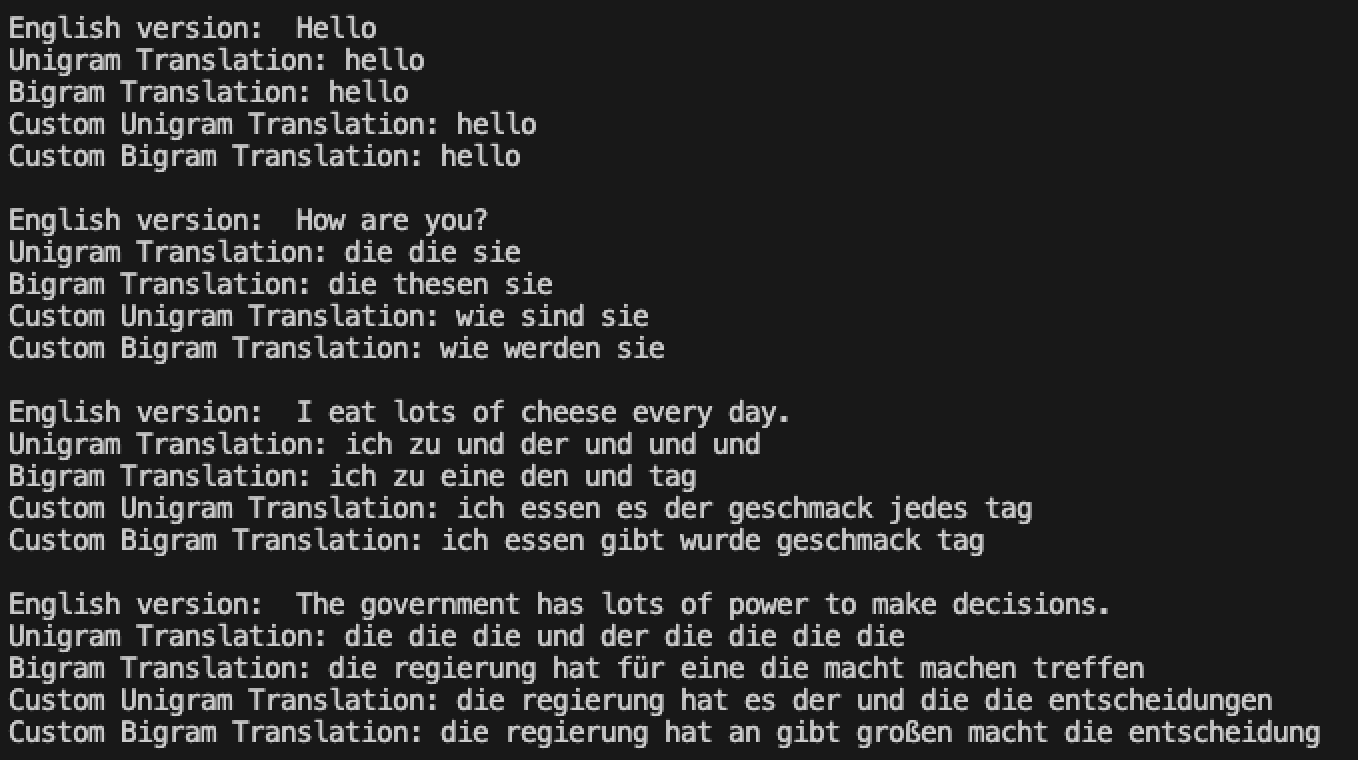 English version:  Hello
Unigram Translation: hello
Bigram Translation: hello
Custom Unigram Translation: hello
Custom Bigram Translation: hello

English version:  How are you?
Unigram Translation: die die sie
Bigram Translation: die thesen sie
Custom Unigram Translation: wie sind sie
Custom Bigram Translation: wie werden sie

English version:  I eat lots of cheese every day.
Unigram Translation: ich zu und der und und und
Bigram Translation: ich zu eine den und tag
Custom Unigram Translation: ich essen es der geschmack jedes tag
Custom Bigram Translation: ich essen gibt wurde geschmack tag

English version:  The government has lots of power to make decisions.
Unigram Translation: die die die und der die die die die
Bigram Translation: die regierung hat für eine die macht machen treffen
Custom Unigram Translation: die regierung hat es der und die die entscheidungen
Custom Bigram Translation: die regierung hat an gibt großen macht die entscheidung